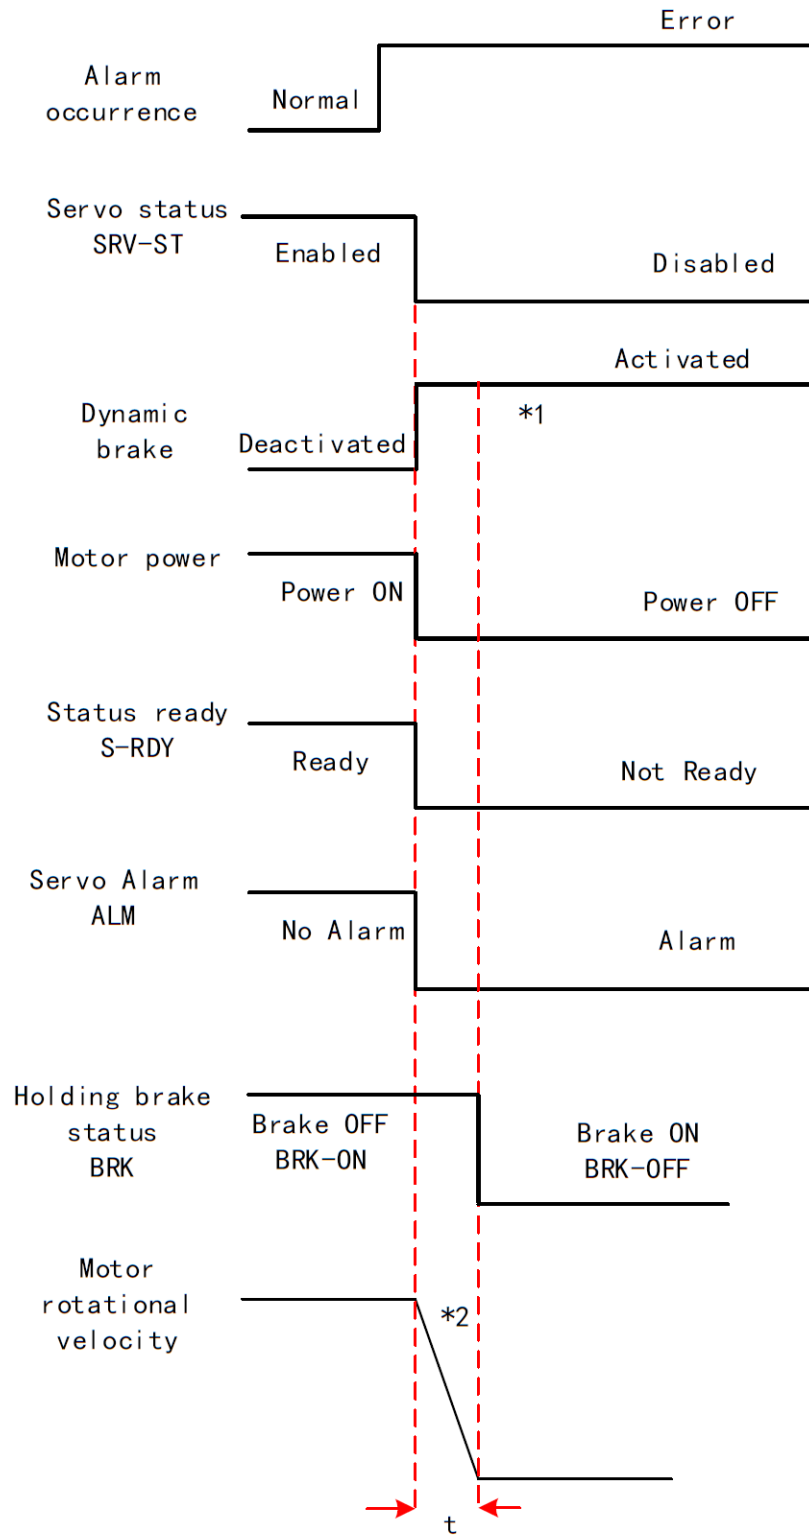 Error
Alarm
occurrence
Normal
Servo status
SRV-ST
Enabled
Disabled
Activated
Dynamic
brake
Deactivated
*1
Motor power
Power ON
Power OFF
Status ready
S-RDY
Ready
Not Ready
Servo Alarm
ALM
No Alarm
Alarm
Holding brake
status
BRK
Brake OFF
BRK-ON
Brake ON
BRK-OFF
Motor
rotational
velocity
*2
t